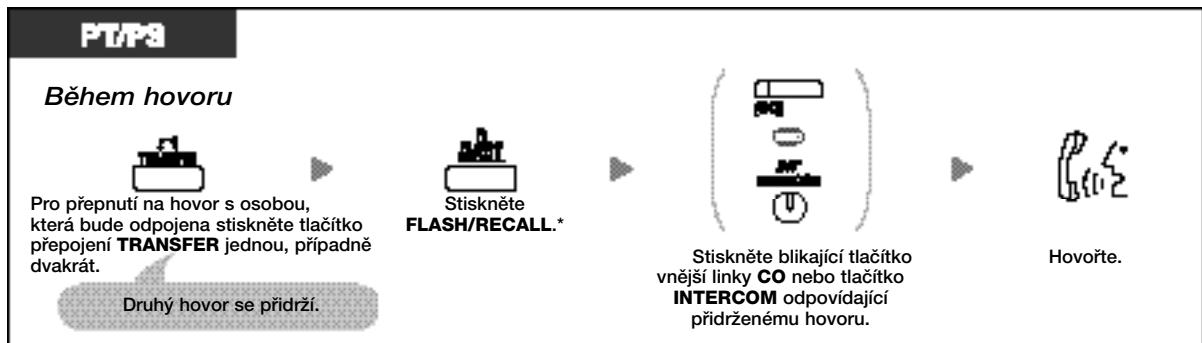 PT/PS
Během hovoru
TRANSFER
Pro přepnutí na hovor s osobou,
která bude odpojena stiskněte tlačítko
přepojení TRANSFER jednou, případně
dvakrát.
Druhý hovor se přidrží.
Stiskněte
FLASH/RECALL.*
Stiskněte blikající tlačítko
vnější linky CO nebo tlačítko
INTERCOM odpovídající
přidrženému hovoru.
Hovořte.